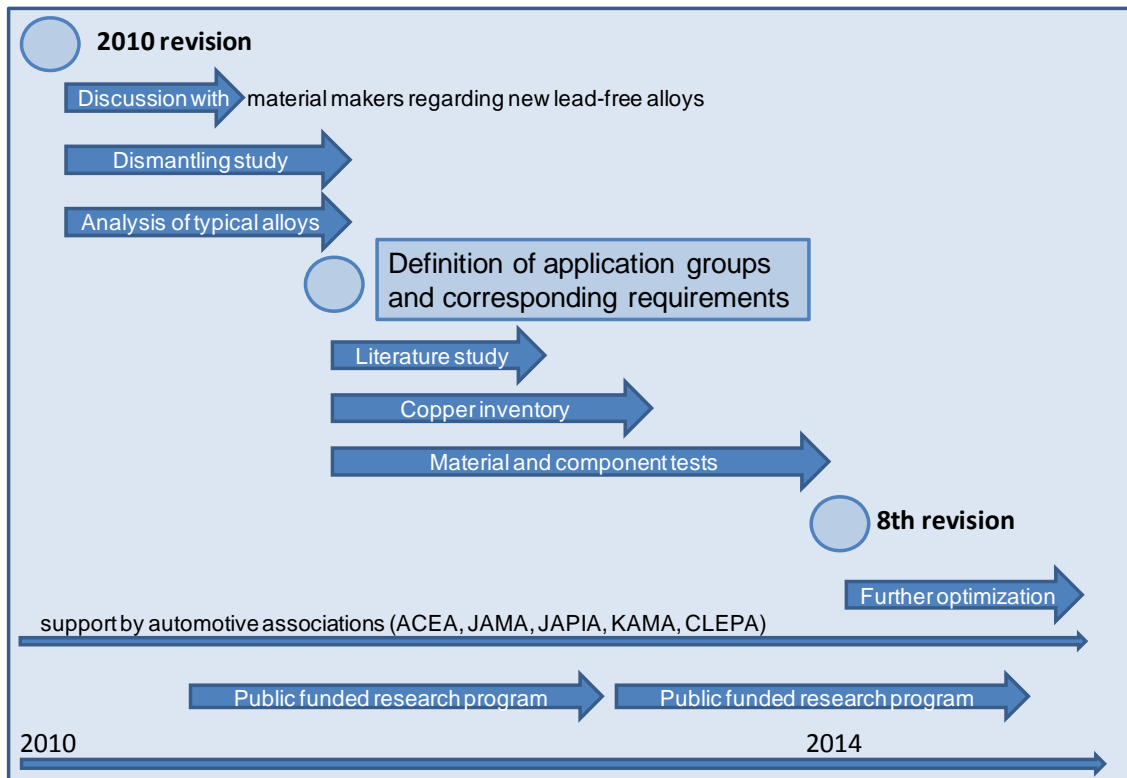 2010 revision
Discussion with material makers regarding new lead-free alloys
Dismantling study
Analysis of typical alloys
Definition of application groups
and corresponding requirements
Literature study
Copper inventory
Material and component tests
8th revision
Further optimization
support by automotive associations (ACEA, JAMA, JAPIA, KAMA, CLEPA)
Public funded research program
Public funded research program
2010
2014